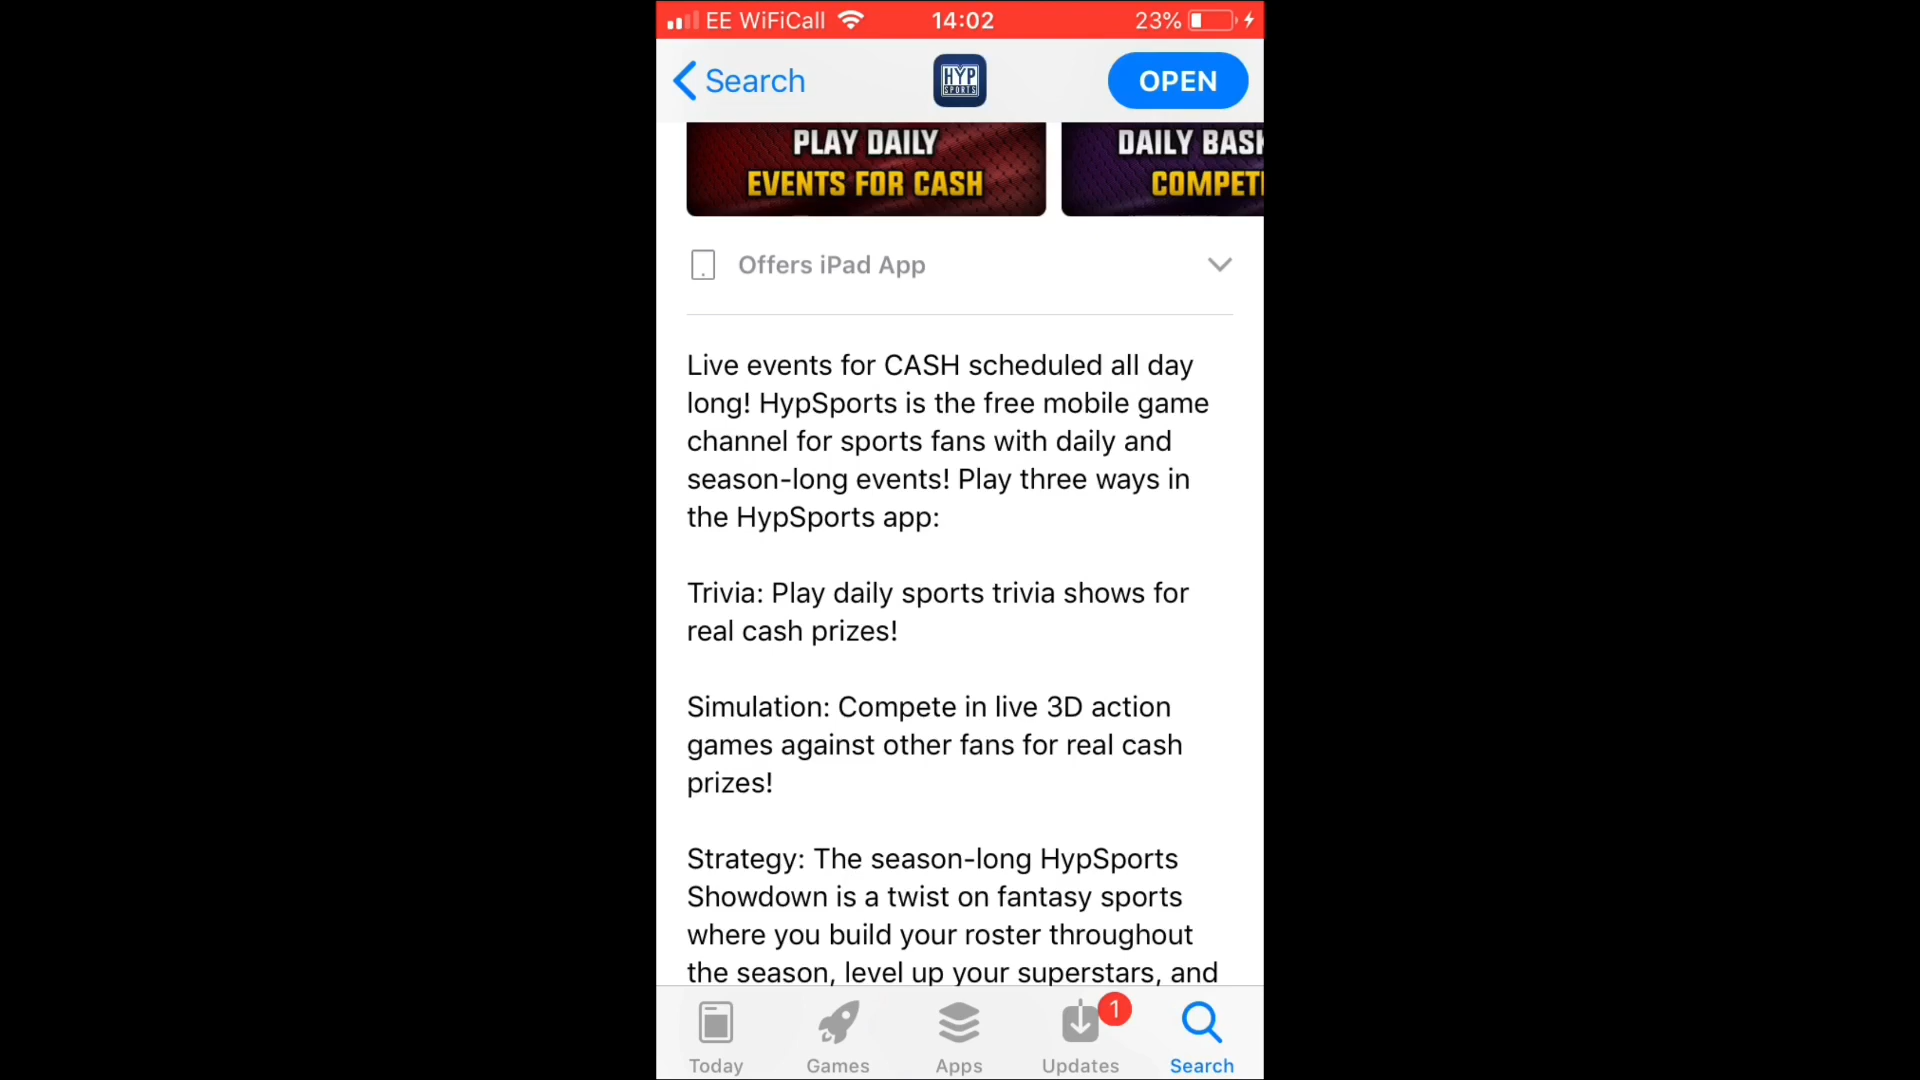 EE WiFiCall 14:02 23%
Search HYP SPORTS OPEN
PLAY DAILY
EVENTS FOR CASH
DAILY BASK
COMPETI
Offers iPad App
Live events for CASH scheduled all day
long! HypSports is the free mobile game
channel for sports fans with daily and
season-long events! Play three ways in
the HypSports app:
Trivia: Play daily sports trivia shows for
real cash prizes!
Simulation: Compete in live 3D action
games against other fans for real cash
prizes!
Strategy: The season-long HypSports
Showdown is a twist on fantasy sports
where you build your roster throughout
the season, level up your superstars, and
1
Today Games Apps Updates Search